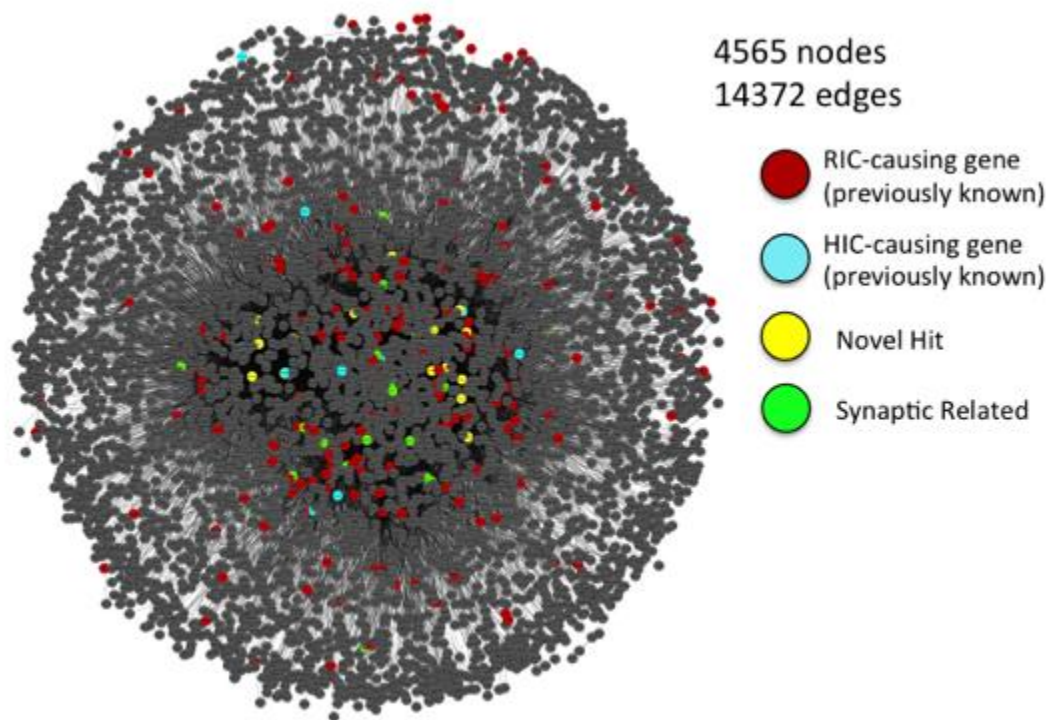 4565 nodes
14372 edges
RIC-causing gene
(previously known)
HIC-causing gene
(previously known)
Novel Hit
Synaptic Related